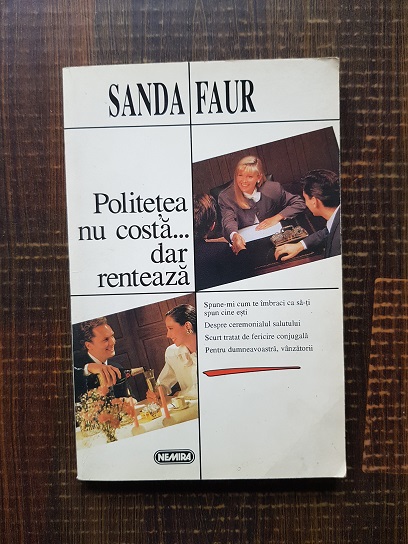 SANDA FAUR
Politețea
nu costă...
dar
rentează
Spune-mi cum te îmbraci ca să-ți
spun cine ești
Despre ceremonialul salutului
Scurt tratat de fericire conjugală
Pentru dumneavoastră, vânzătorii
NEMIRA